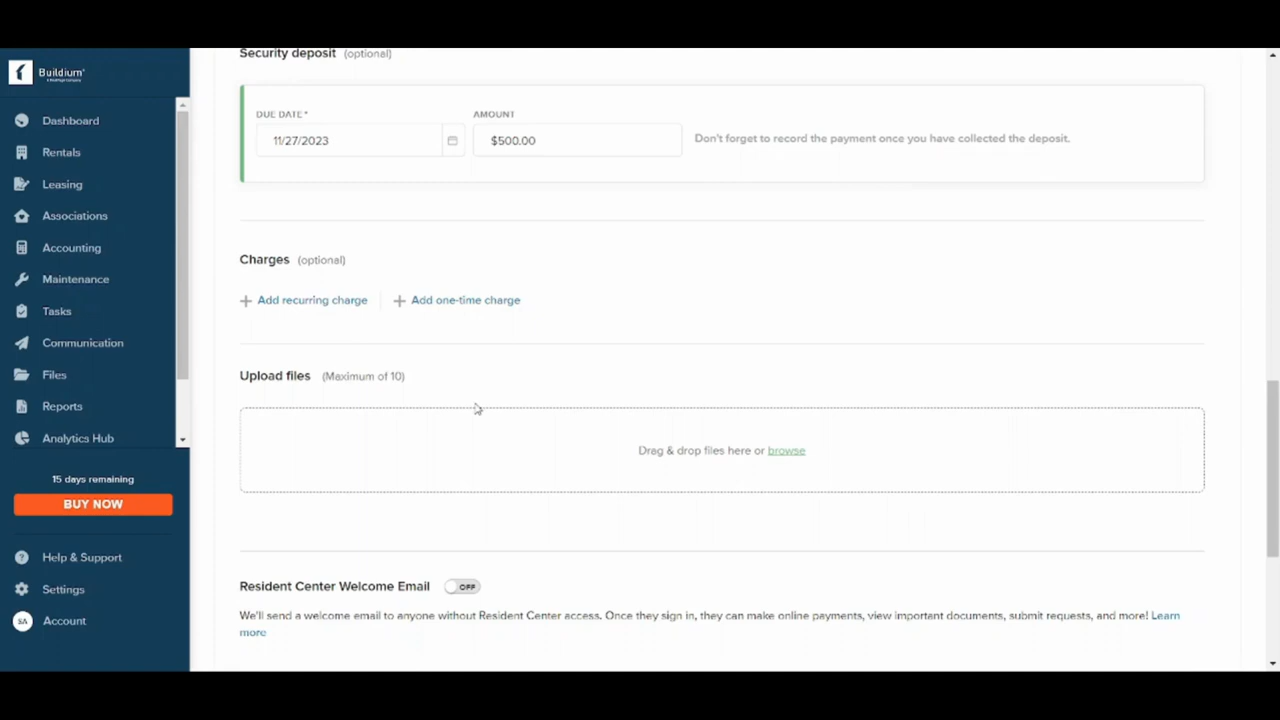 Buildium®
Dashboard
Rentals
Leasing
Associations
Accounting
Maintenance
Tasks
Communication
Files
Reports
Analytics Hub
15 days remaining
BUY NOW
Help & Support
Settings
SA
Account
Security deposit (optional)
DUE DATE* AMOUNT
11/27/2023 $500.00 Don't forget to record the payment once you have collected the deposit.
Charges (optional)
+ Add recurring charge + Add one-time charge
Upload files (Maximum of 10)
Drag & drop files here or browse
Resident Center Welcome Email OFF
We'll send a welcome email to anyone without Resident Center access. Once they sign in, they can make online payments, view important documents, submit requests, and more! Learn
more